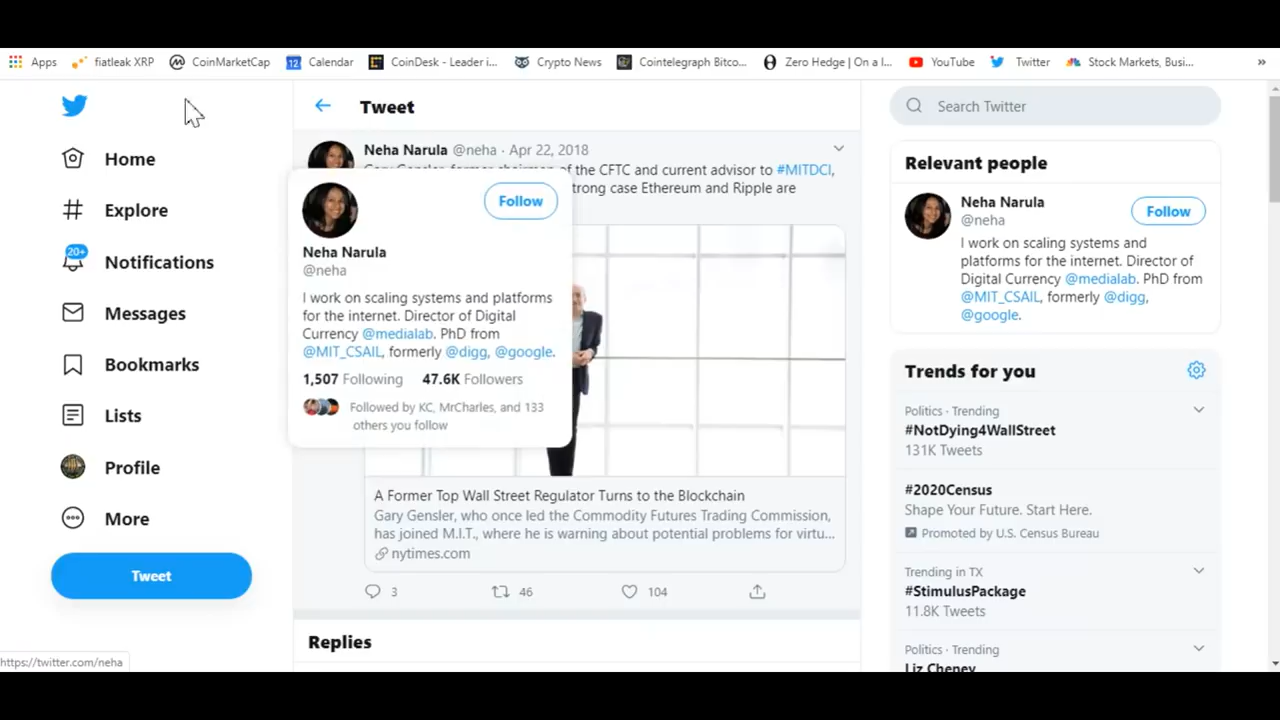 Apps
fiatleak XRP
CoinMarketCap
12
Calendar
CoinDesk - Leader i...
Crypto News
Cointelegraph Bitco...
Zero Hedge | On a l...
YouTube
Twitter
Stock Markets, Busi...
»
Home
Explore
20+
Notifications
Messages
Bookmarks
Lists
Profile
More
Tweet
https://twitter.com/neha
Tweet
Neha Narula @neha · Apr 22, 2018
of the CFTC and current advisor to #MITDCI,
strong case Ethereum and Ripple are
Follow
Neha Narula
@neha
I work on scaling systems and platforms
for the internet. Director of Digital
Currency @medialab. PhD from
@MIT_CSAIL, formerly @digg, @google.
1,507 Following 47.6K Followers
Followed by KC, MrCharles, and 133
others you follow
A Former Top Wall Street Regulator Turns to the Blockchain
Gary Gensler, who once led the Commodity Futures Trading Commission,
has joined M.I.T., where he is warning about potential problems for virtu...
nytimes.com
3
46
104
Replies
Search Twitter
Relevant people
Neha Narula
@neha
Follow
I work on scaling systems and
platforms for the internet. Director of
Digital Currency @medialab. PhD from
@MIT_CSAIL, formerly @digg,
@google.
Trends for you
Politics · Trending
#NotDying4WallStreet
131K Tweets
#2020Census
Shape Your Future. Start Here.
Promoted by U.S. Census Bureau
Trending in TX
#StimulusPackage
11.8K Tweets
Politics · Trending
Liz Cheney